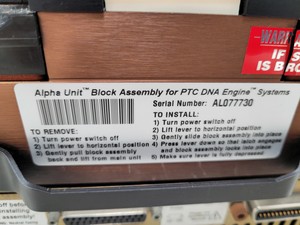 WARN
IF S
IS BRO
Alpha Unit™ Block Assembly for PTC DNA Engine™ Systems
Serial Number: AL077730
TO REMOVE:
1) Turn power switch off
2) Lift lever to horizontal position
3) Gently pull block assembly
back and lift from main unit
TO INSTALL:
1) Turn power switch off
2) Lift lever to horizontal position
3) Gently slide block assembly into place
4) Press lever down so that latch engages
and block assembly slides into place
5) Make sure lever is fully depressed
before
installing